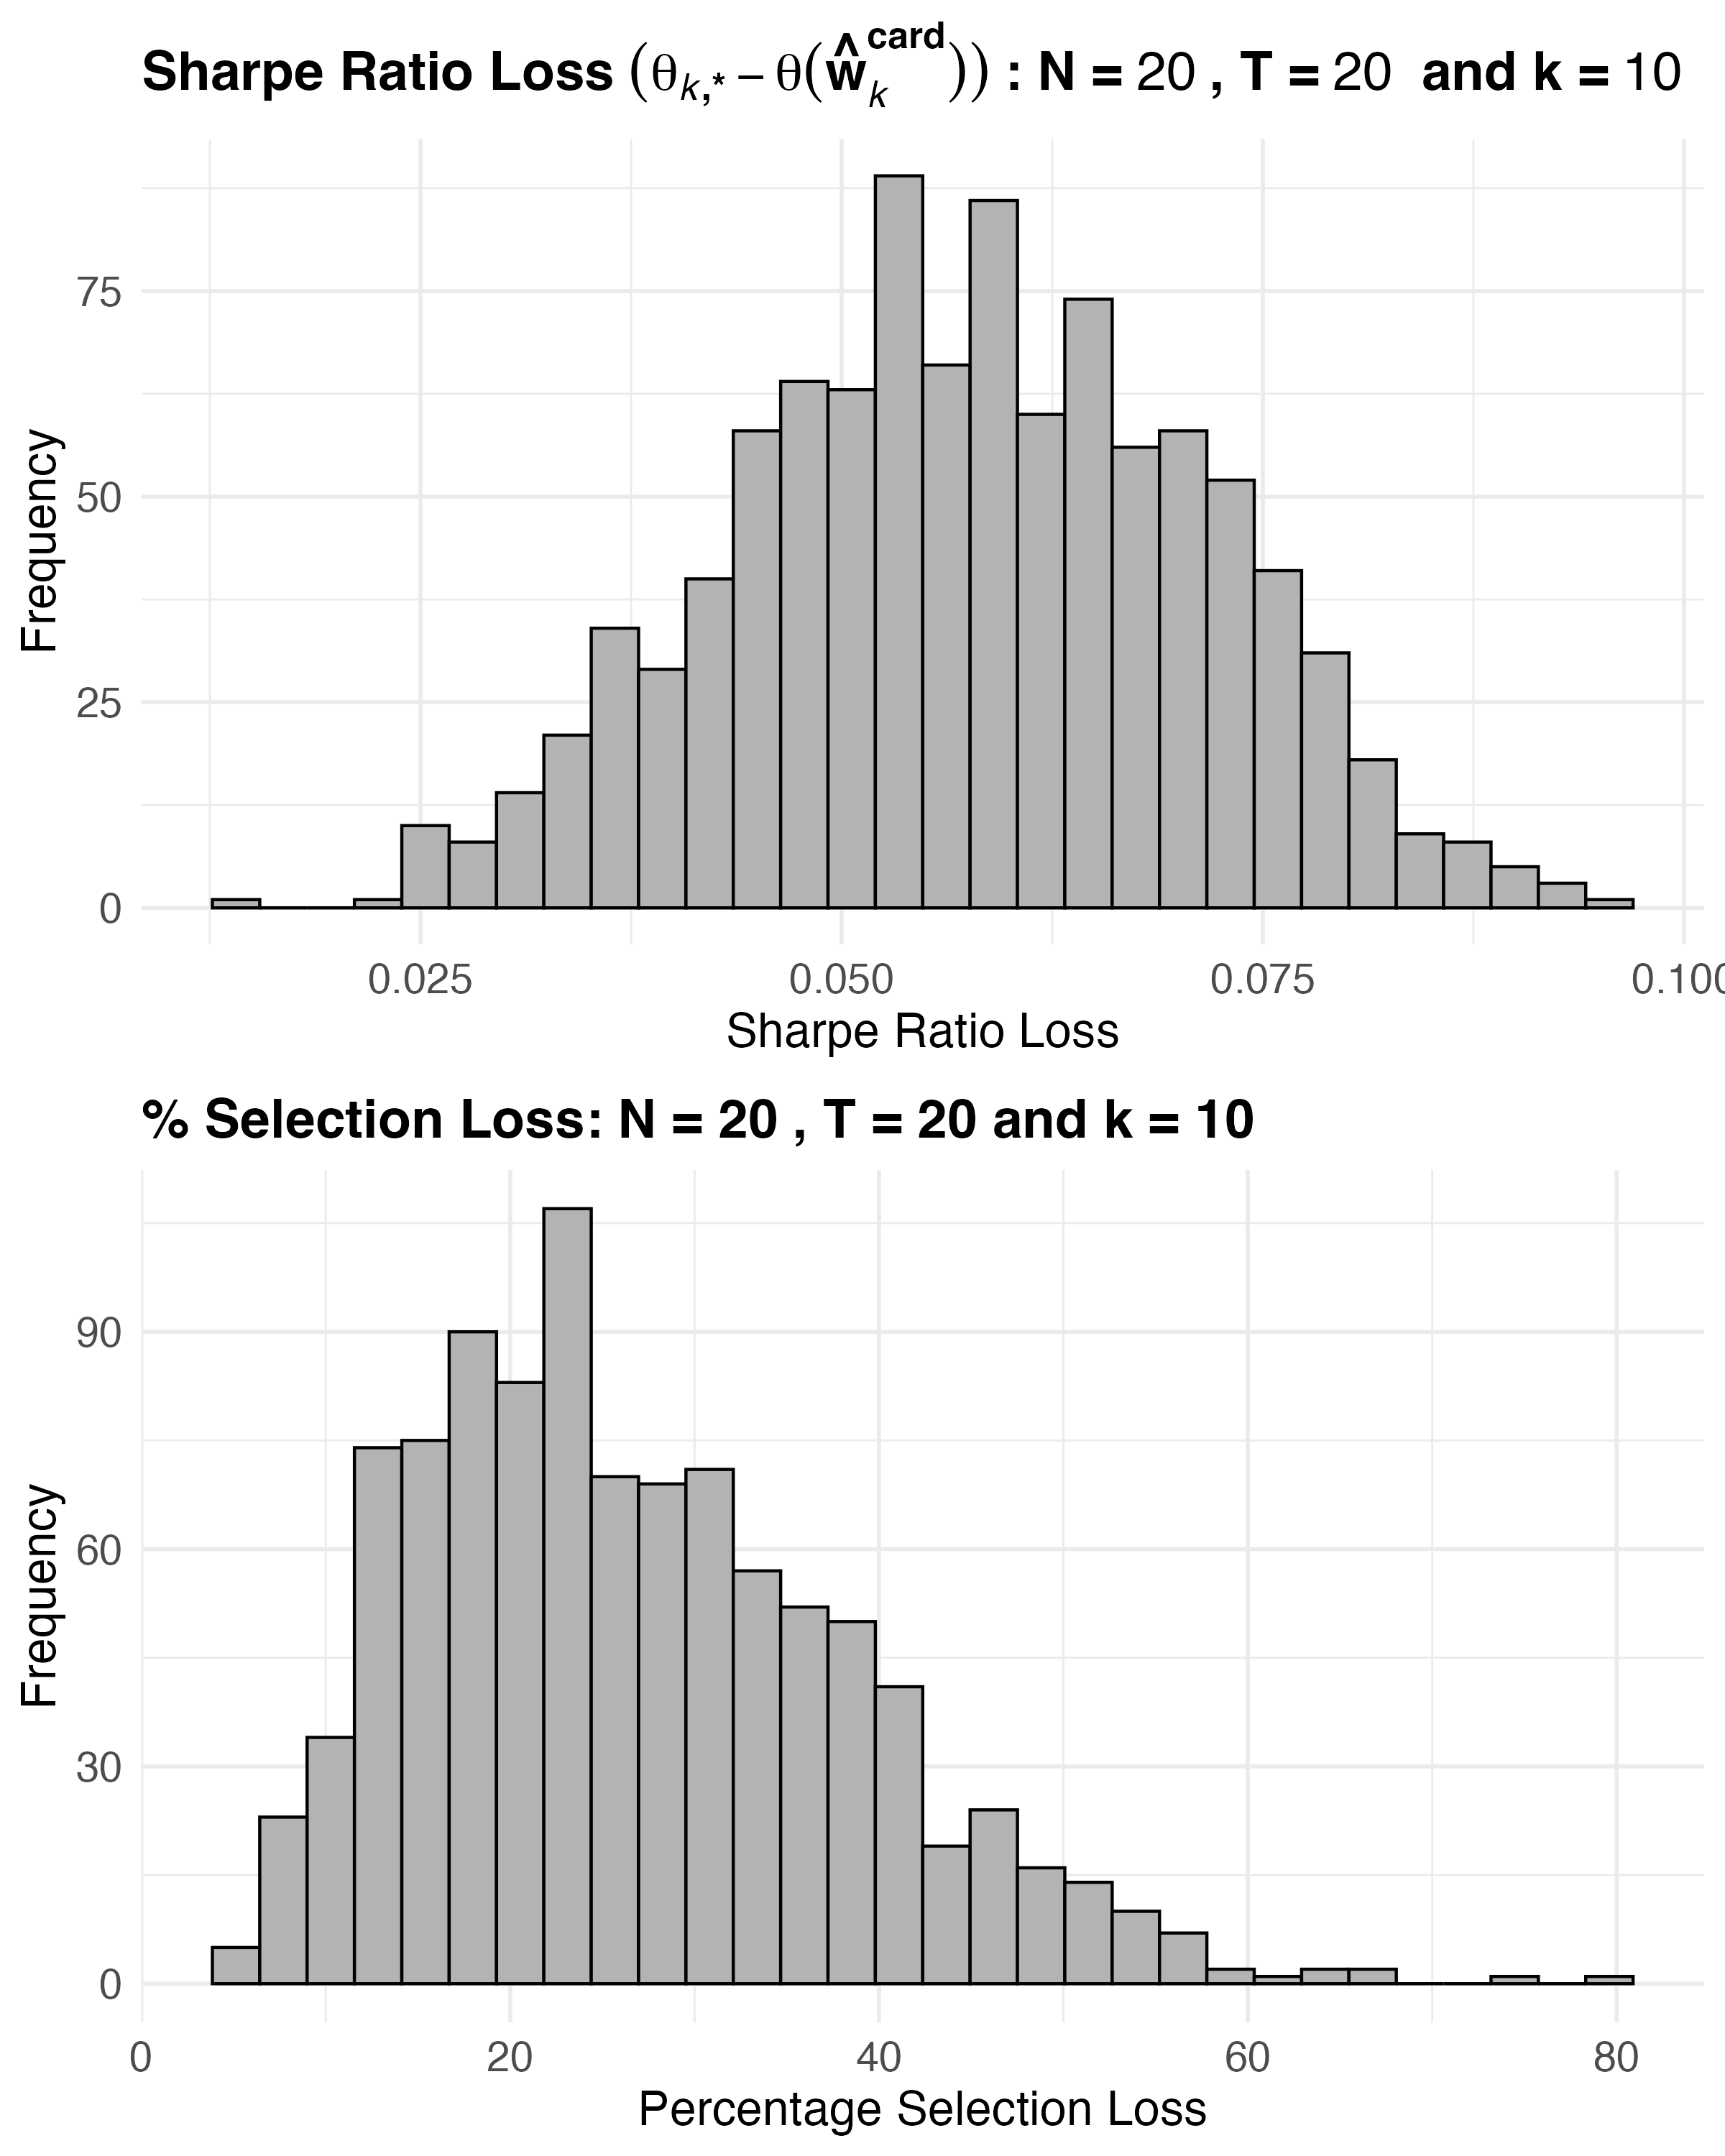 Sharpe Ratio Loss (θk,* − θ(ŵk^card)) : N = 20 , T = 20 and k = 10
Frequency
75
50
25
0
0.025 0.050 0.075 0.100
Sharpe Ratio Loss
% Selection Loss: N = 20 , T = 20 and k = 10
Frequency
90
60
30
0
0 20 40 60 80
Percentage Selection Loss